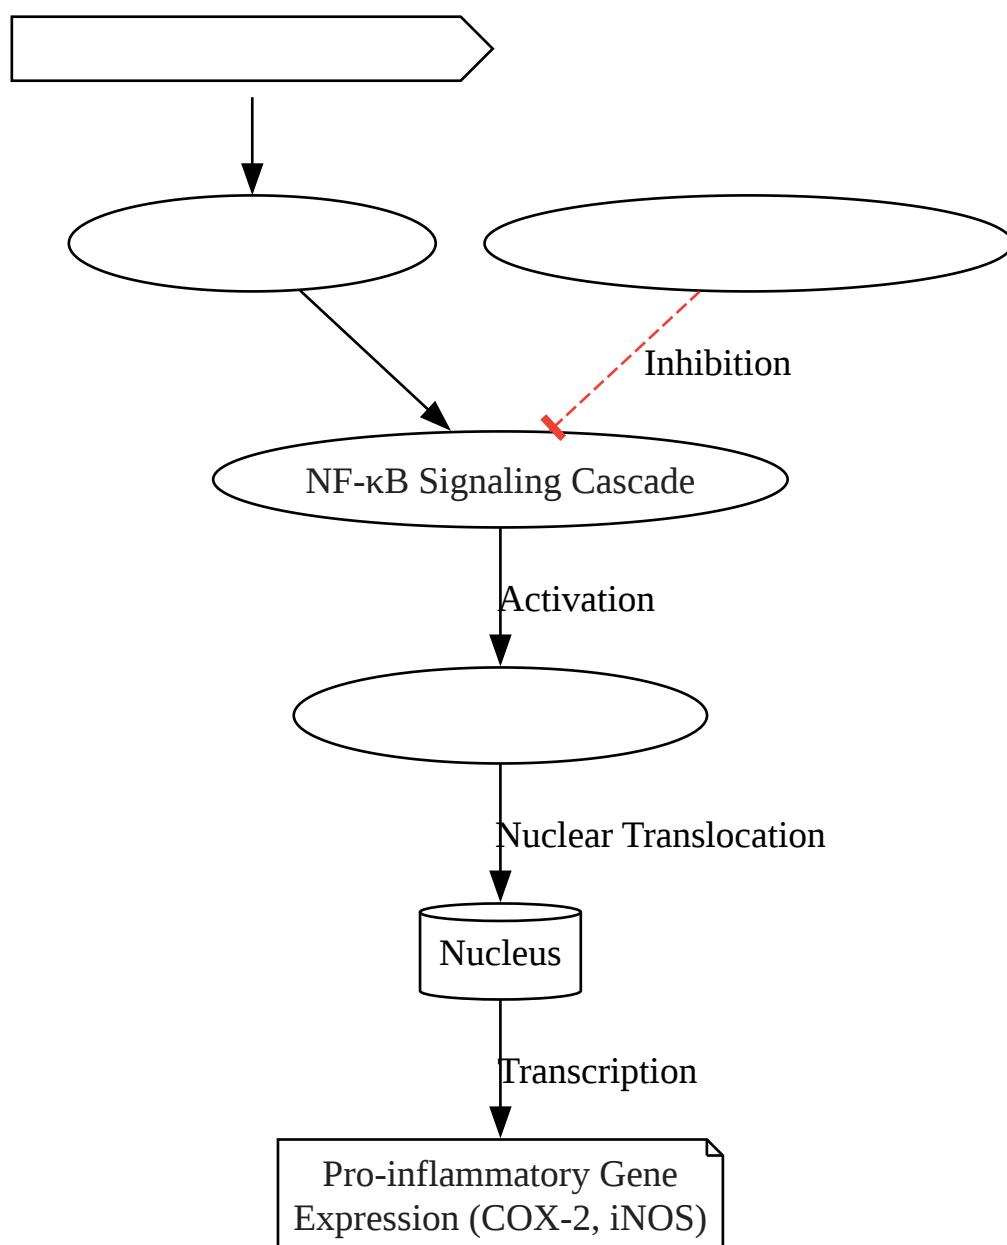 Inhibition
NF-κB Signaling Cascade
Activation
Nuclear Translocation
Nucleus
Transcription
Pro-inflammatory Gene
Expression (COX-2, iNOS)